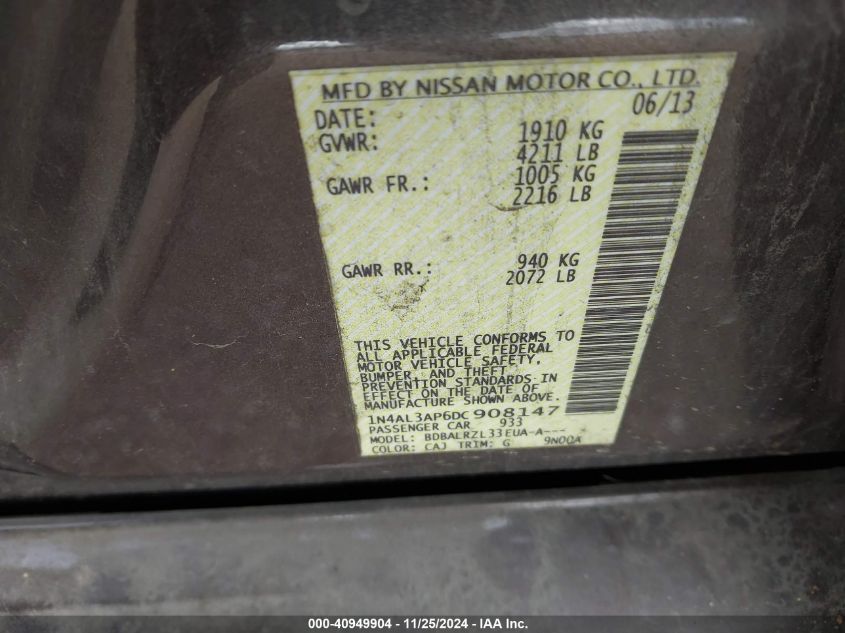 MFD BY NISSAN MOTOR CO., LTD.
DATE: 06/13
GVWR: 1910 KG
4211 LB
GAWR FR.: 1005 KG
2216 LB
GAWR RR.: 940 KG
2072 LB
THIS VEHICLE CONFORMS TO
ALL APPLICABLE FEDERAL
MOTOR VEHICLE SAFETY,
BUMPER, AND THEFT
PREVENTION STANDARDS IN
EFFECT ON THE DATE OF
MANUFACTURE SHOWN ABOVE.
1N4AL3AP6DC908147
PASSENGER CAR 933
MODEL: BDBALRZL33EUA-A---
COLOR: CAJ TRIM: G 9N00A
000-40949904 - 11/25/2024 - IAA Inc.